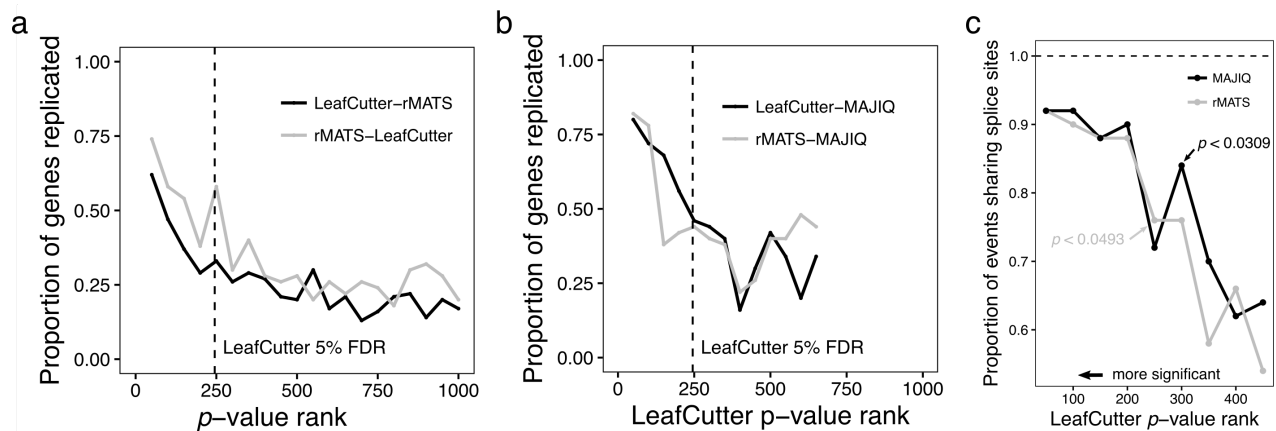 a
Proportion of genes replicated
1.00
0.75
0.50
0.25
0.00
LeafCutter−rMATS
rMATS−LeafCutter
LeafCutter 5% FDR
0
250
500
750
1000
p−value rank
b
Proportion of genes replicated
1.00
0.75
0.50
0.25
0.00
LeafCutter−MAJIQ
rMATS−MAJIQ
LeafCutter 5% FDR
0
250
500
750
1000
LeafCutter p−value rank
c
Proportion of events sharing splice sites
1.0
0.9
0.8
0.7
0.6
MAJIQ
rMATS
p < 0.0309
p < 0.0493
more significant
100
200
300
400
LeafCutter p−value rank